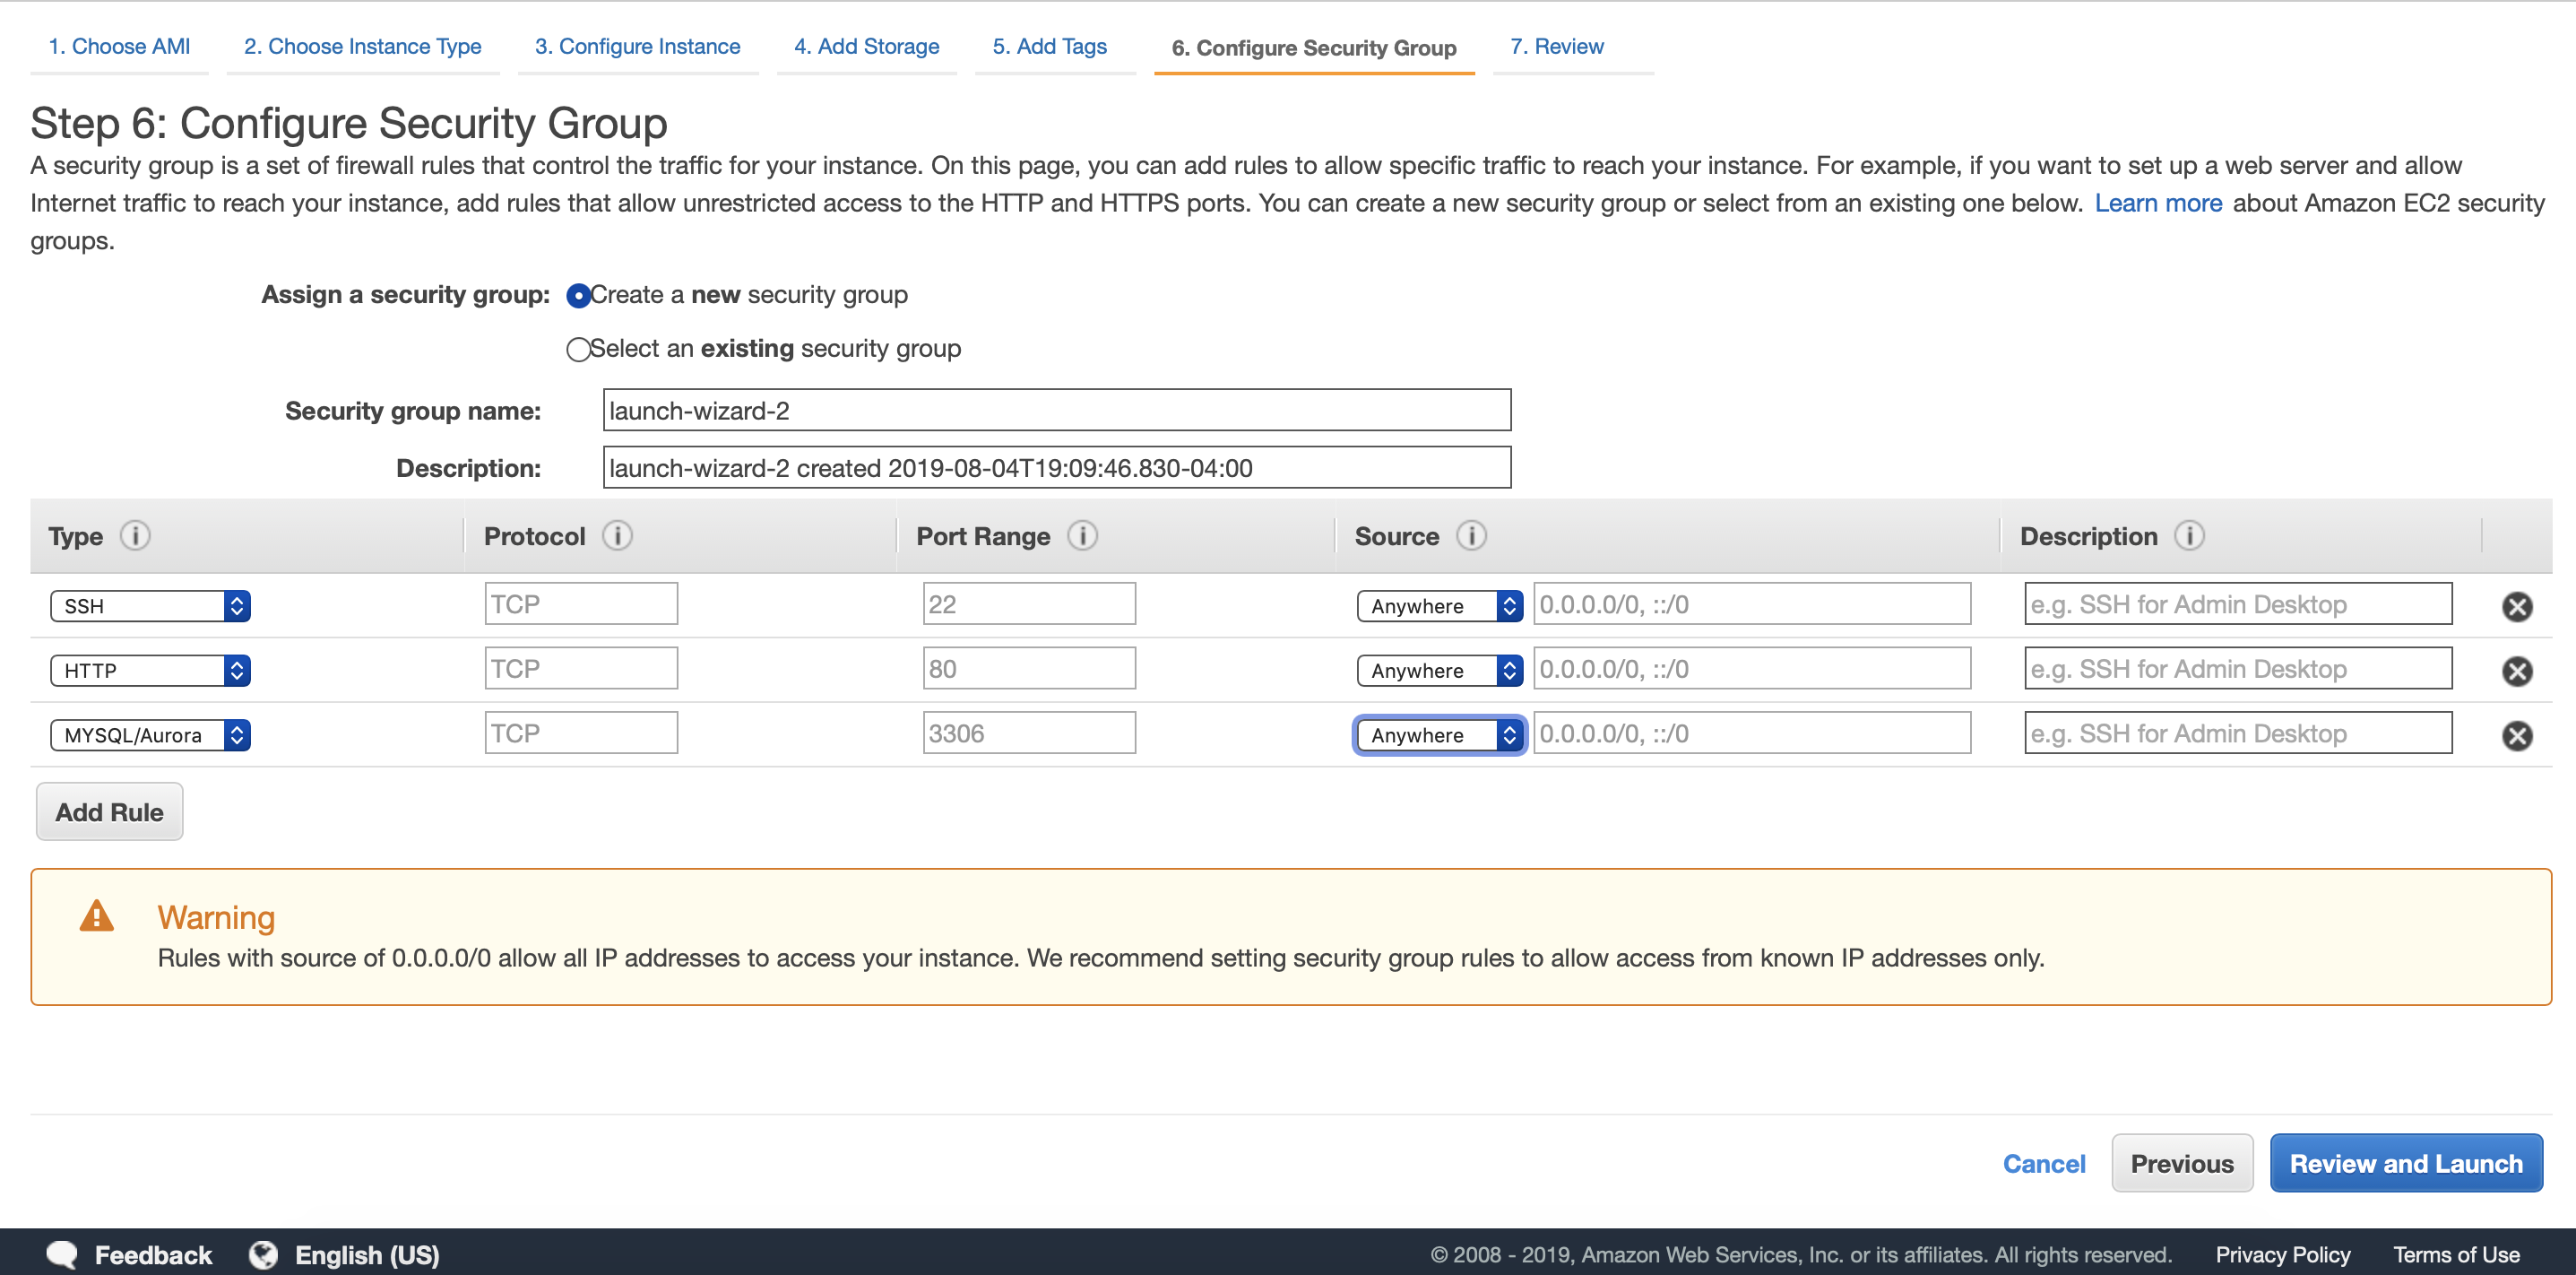 1. Choose AMI 2. Choose Instance Type 3. Configure Instance 4. Add Storage 5. Add Tags 6. Configure Security Group 7. Review
Step 6: Configure Security Group
A security group is a set of firewall rules that control the traffic for your instance. On this page, you can add rules to allow specific traffic to reach your instance. For example, if you want to set up a web server and allow
Internet traffic to reach your instance, add rules that allow unrestricted access to the HTTP and HTTPS ports. You can create a new security group or select from an existing one below. Learn more about Amazon EC2 security
groups.
Assign a security group: Create a new security group
Select an existing security group
Security group name: launch-wizard-2
Description: launch-wizard-2 created 2019-08-04T19:09:46.830-04:00
Type i Protocol i Port Range i Source i Description i
SSH TCP 22 Anywhere 0.0.0.0/0, ::/0 e.g. SSH for Admin Desktop
HTTP TCP 80 Anywhere 0.0.0.0/0, ::/0 e.g. SSH for Admin Desktop
MYSQL/Aurora TCP 3306 Anywhere 0.0.0.0/0, ::/0 e.g. SSH for Admin Desktop
Add Rule
Warning
Rules with source of 0.0.0.0/0 allow all IP addresses to access your instance. We recommend setting security group rules to allow access from known IP addresses only.
Cancel Previous Review and Launch
Feedback English (US) © 2008 - 2019, Amazon Web Services, Inc. or its affiliates. All rights reserved. Privacy Policy Terms of Use